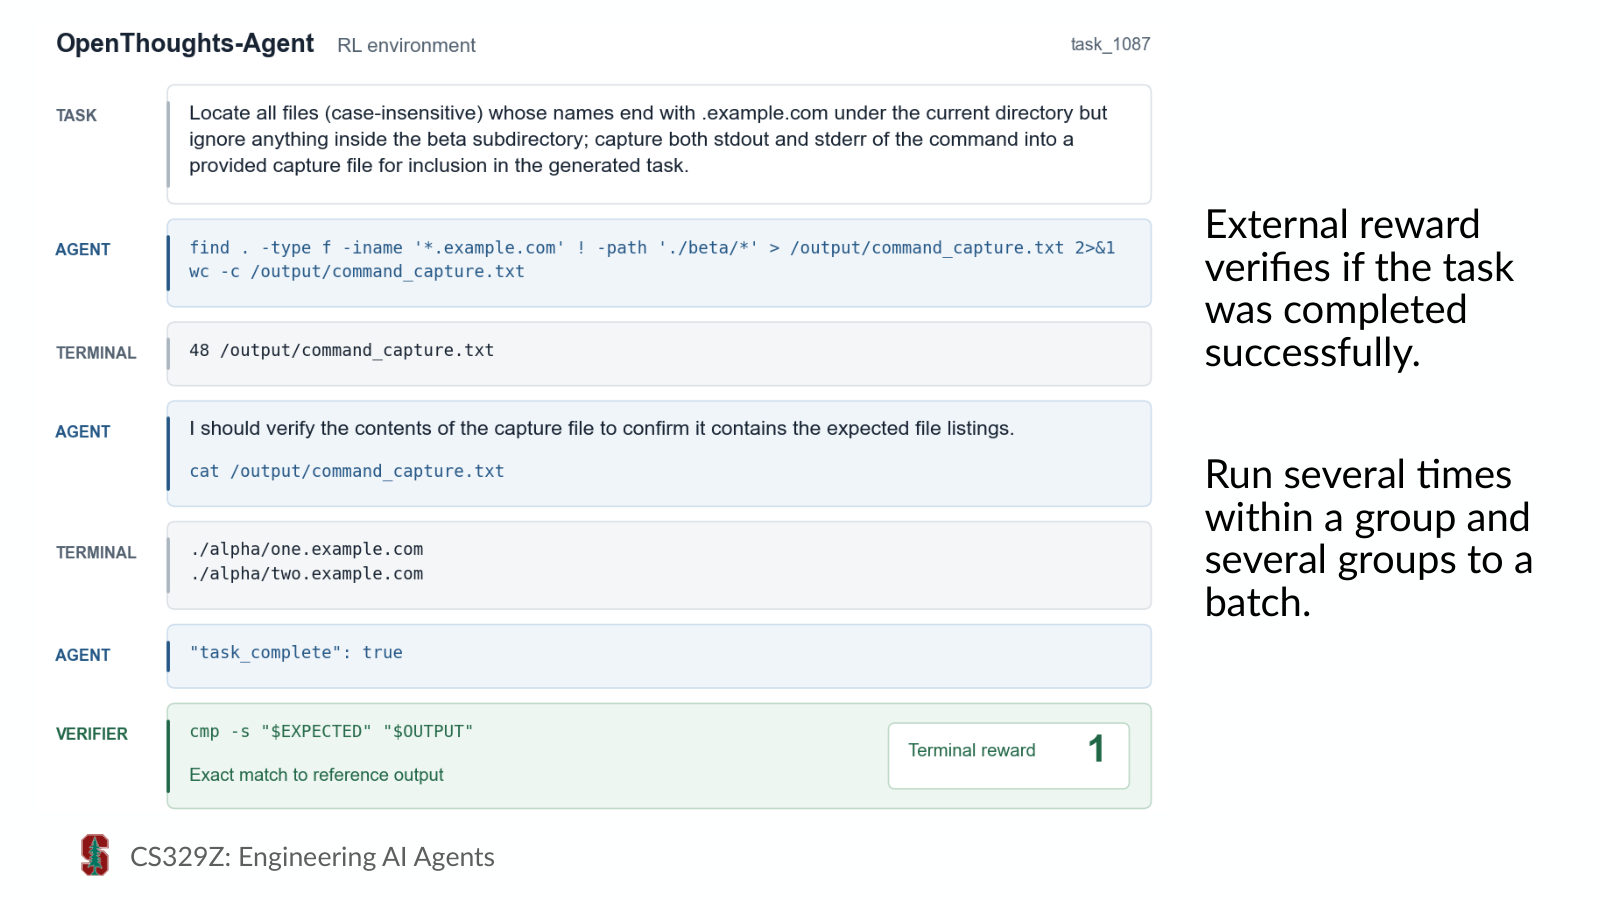 OpenThoughts-Agent RL environment task_1087
TASK
Locate all files (case-insensitive) whose names end with .example.com under the current directory but
ignore anything inside the beta subdirectory; capture both stdout and stderr of the command into a
provided capture file for inclusion in the generated task.
AGENT
find . -type f -iname '*.example.com' ! -path './beta/*' > /output/command_capture.txt 2>&1
wc -c /output/command_capture.txt
TERMINAL
48 /output/command_capture.txt
AGENT
I should verify the contents of the capture file to confirm it contains the expected file listings.
cat /output/command_capture.txt
TERMINAL
./alpha/one.example.com
./alpha/two.example.com
AGENT
"task_complete": true
VERIFIER
cmp -s "$EXPECTED" "$OUTPUT"
Exact match to reference output
Terminal reward 1
External reward
verifies if the task
was completed
successfully.
Run several times
within a group and
several groups to a
batch.
CS329Z: Engineering AI Agents